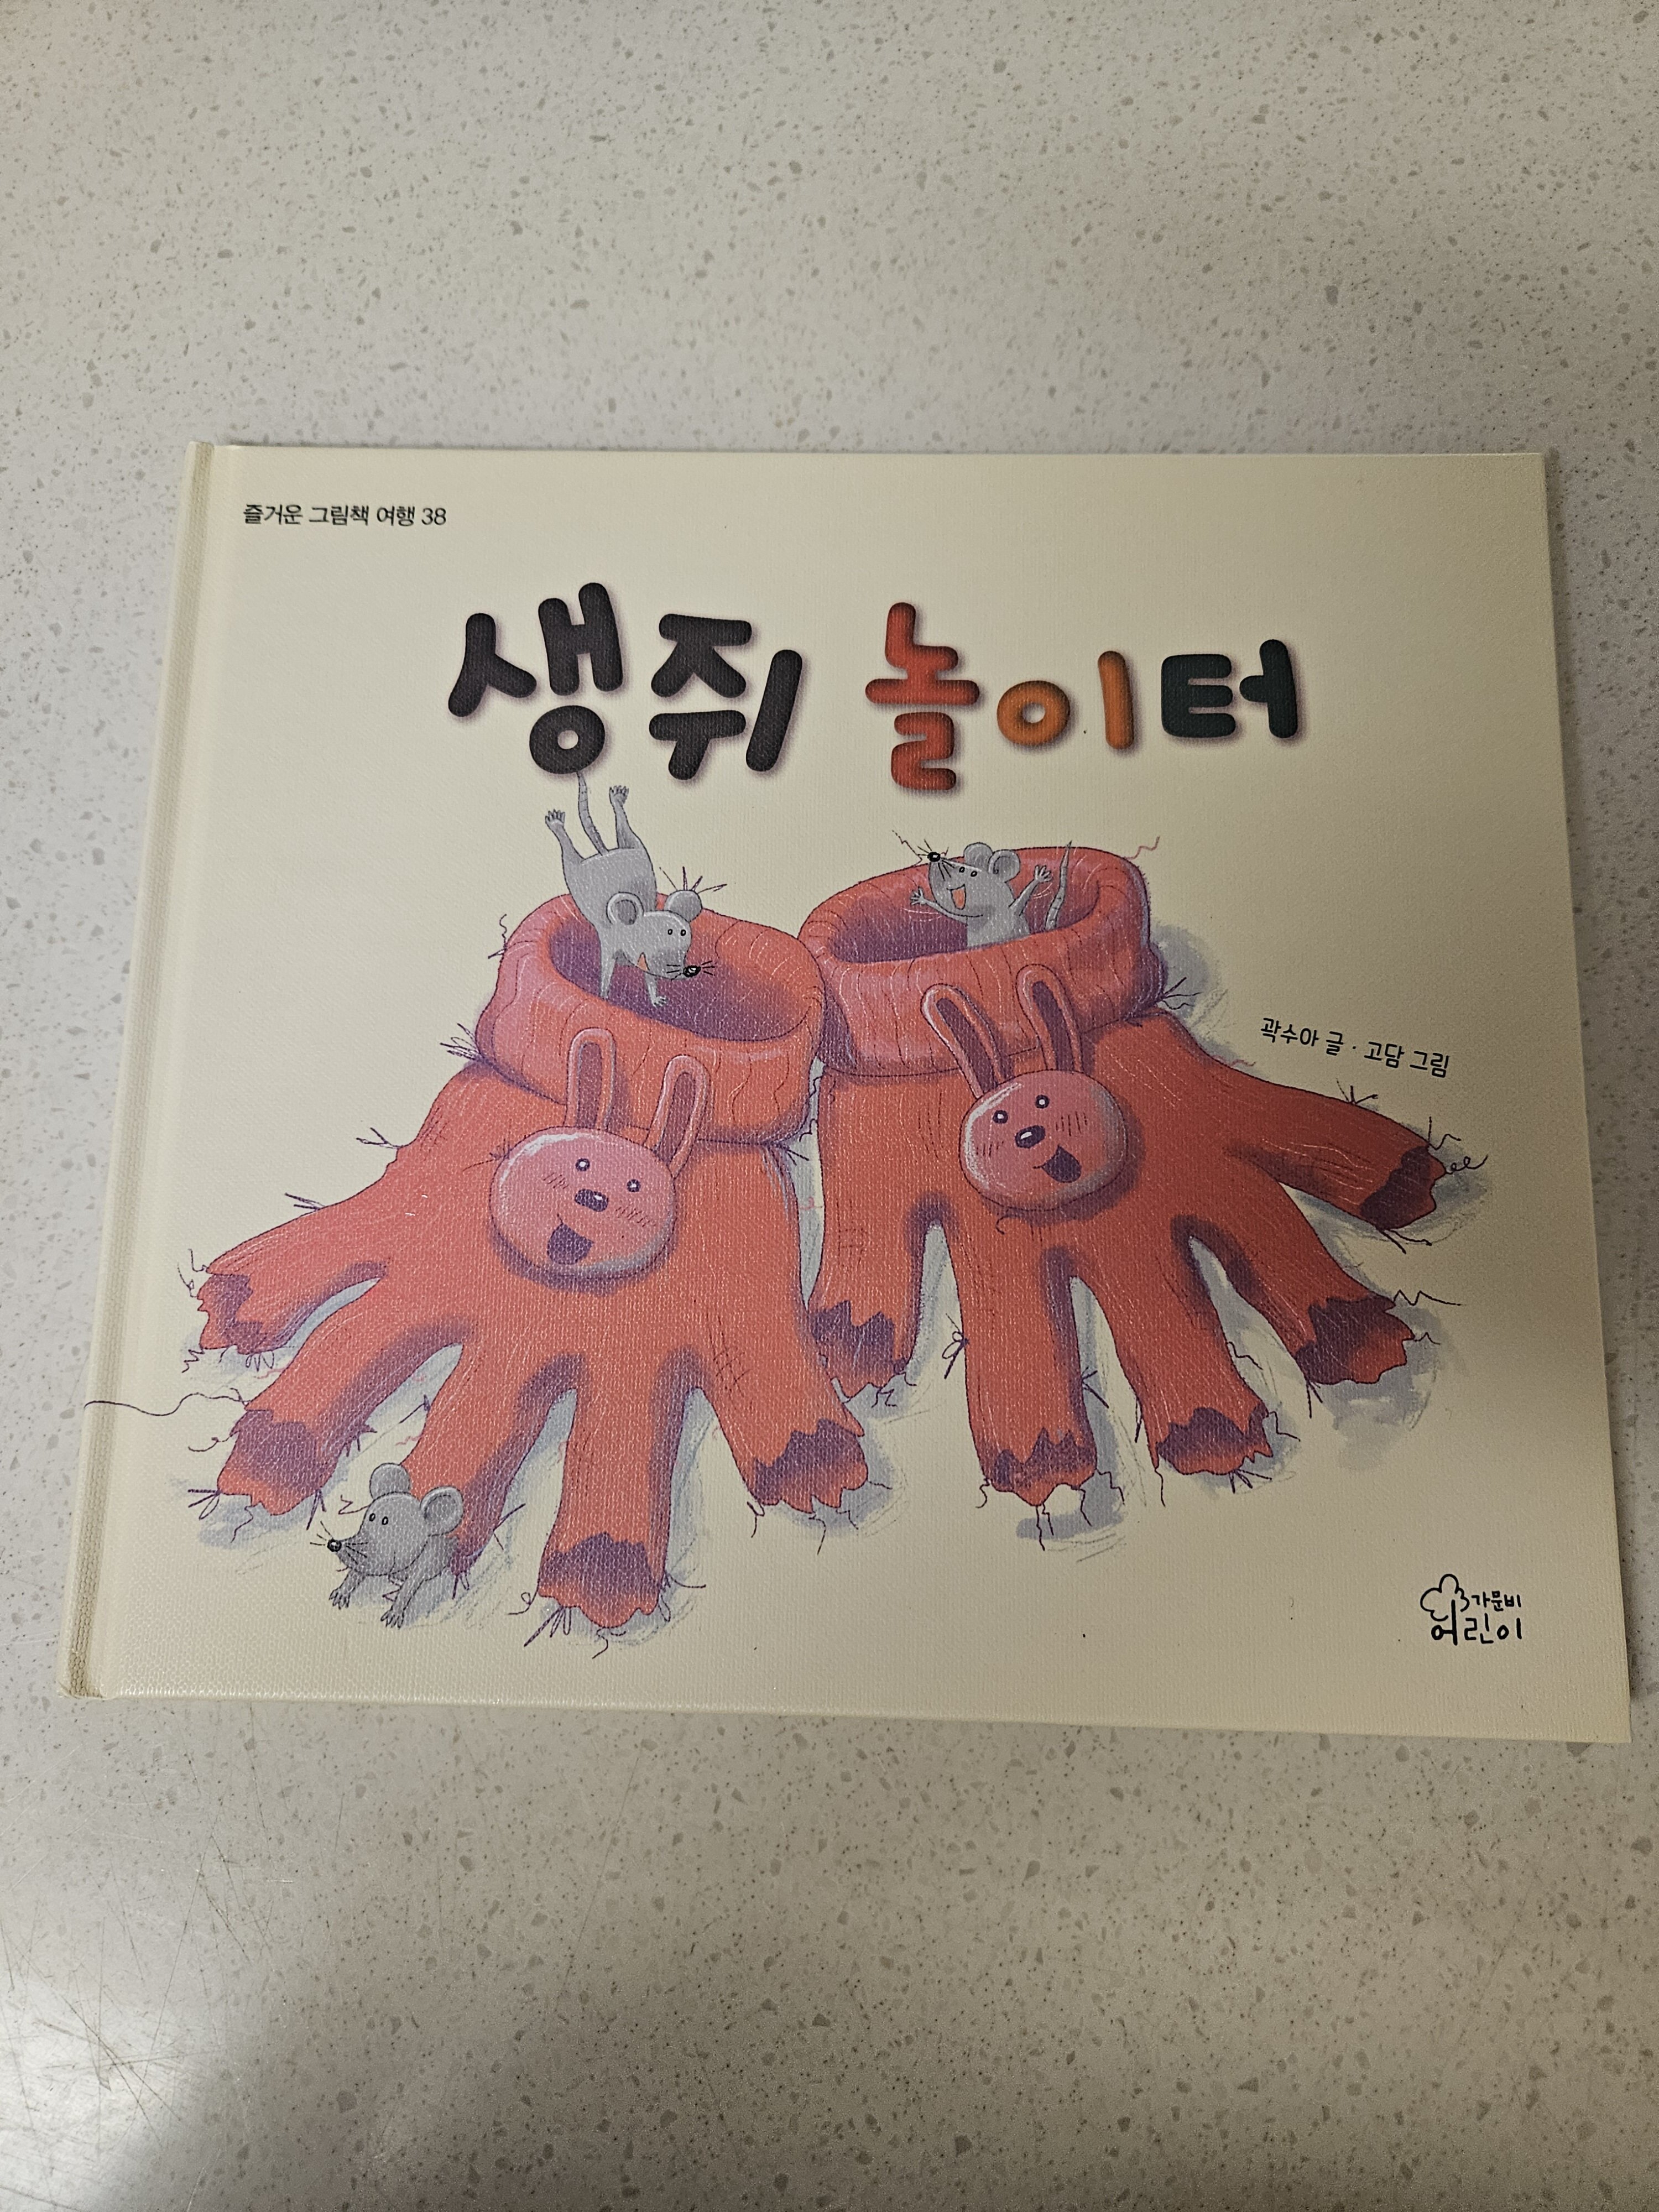 즐거운 그림책 여행 38
생쥐 놀이터
곽수아 글 · 고담 그림
가문비
어린이